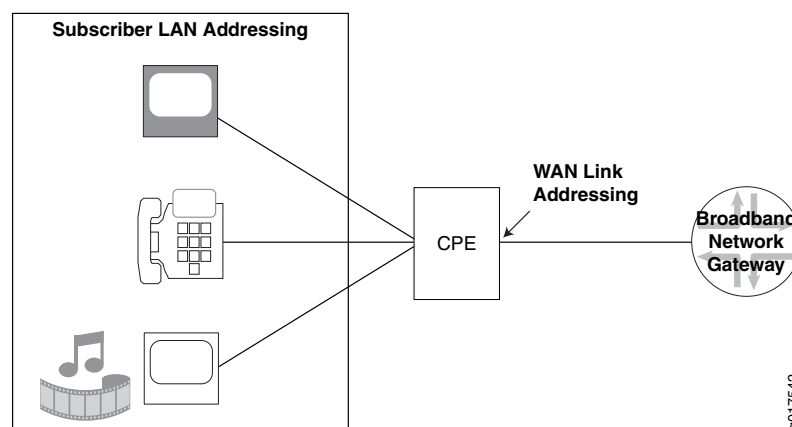 Subscriber LAN Addressing
WAN Link
Addressing
CPE
Broadband
Network
Gateway